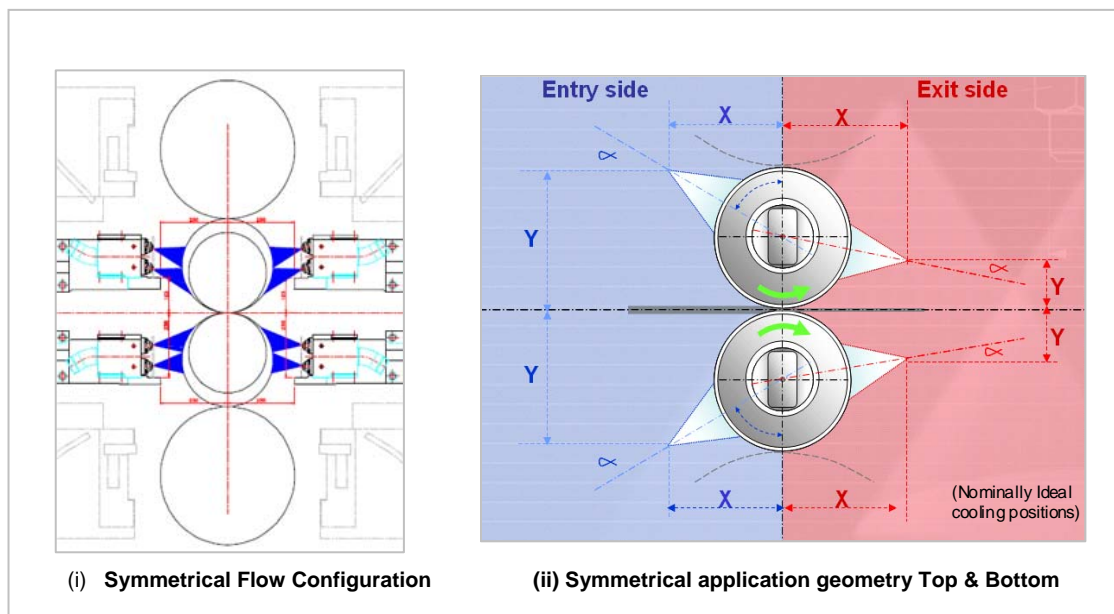 Entry side
Exit side
X
X
α
Y
Y
α
Y
Y
α
α
X
X
(Nominally Ideal
cooling positions)
(i) Symmetrical Flow Configuration
(ii) Symmetrical application geometry Top & Bottom